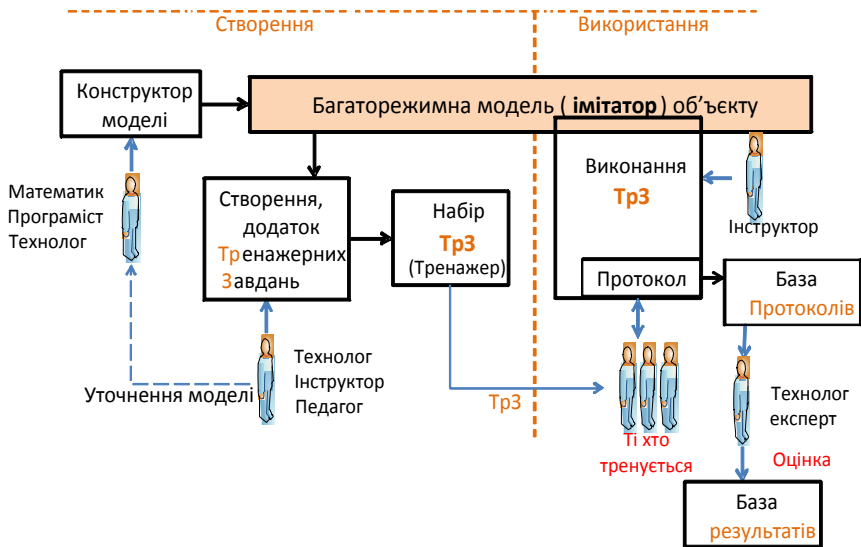 Створення
Використання
Конструктор
моделі
Багаторежимна модель ( імітатор ) об’ъєкту
Математик
Програміст
Технолог
Створення,
додаток
Тренажерних
Завдань
Набір
ТрЗ
(Тренажер)
Виконання
ТрЗ
Інструктор
Протокол
База
Протоколів
Уточнення моделі
Технолог
Інструктор
Педагог
ТрЗ
Ті хто
тренується
Технолог
експерт
Оцінка
База
результатів